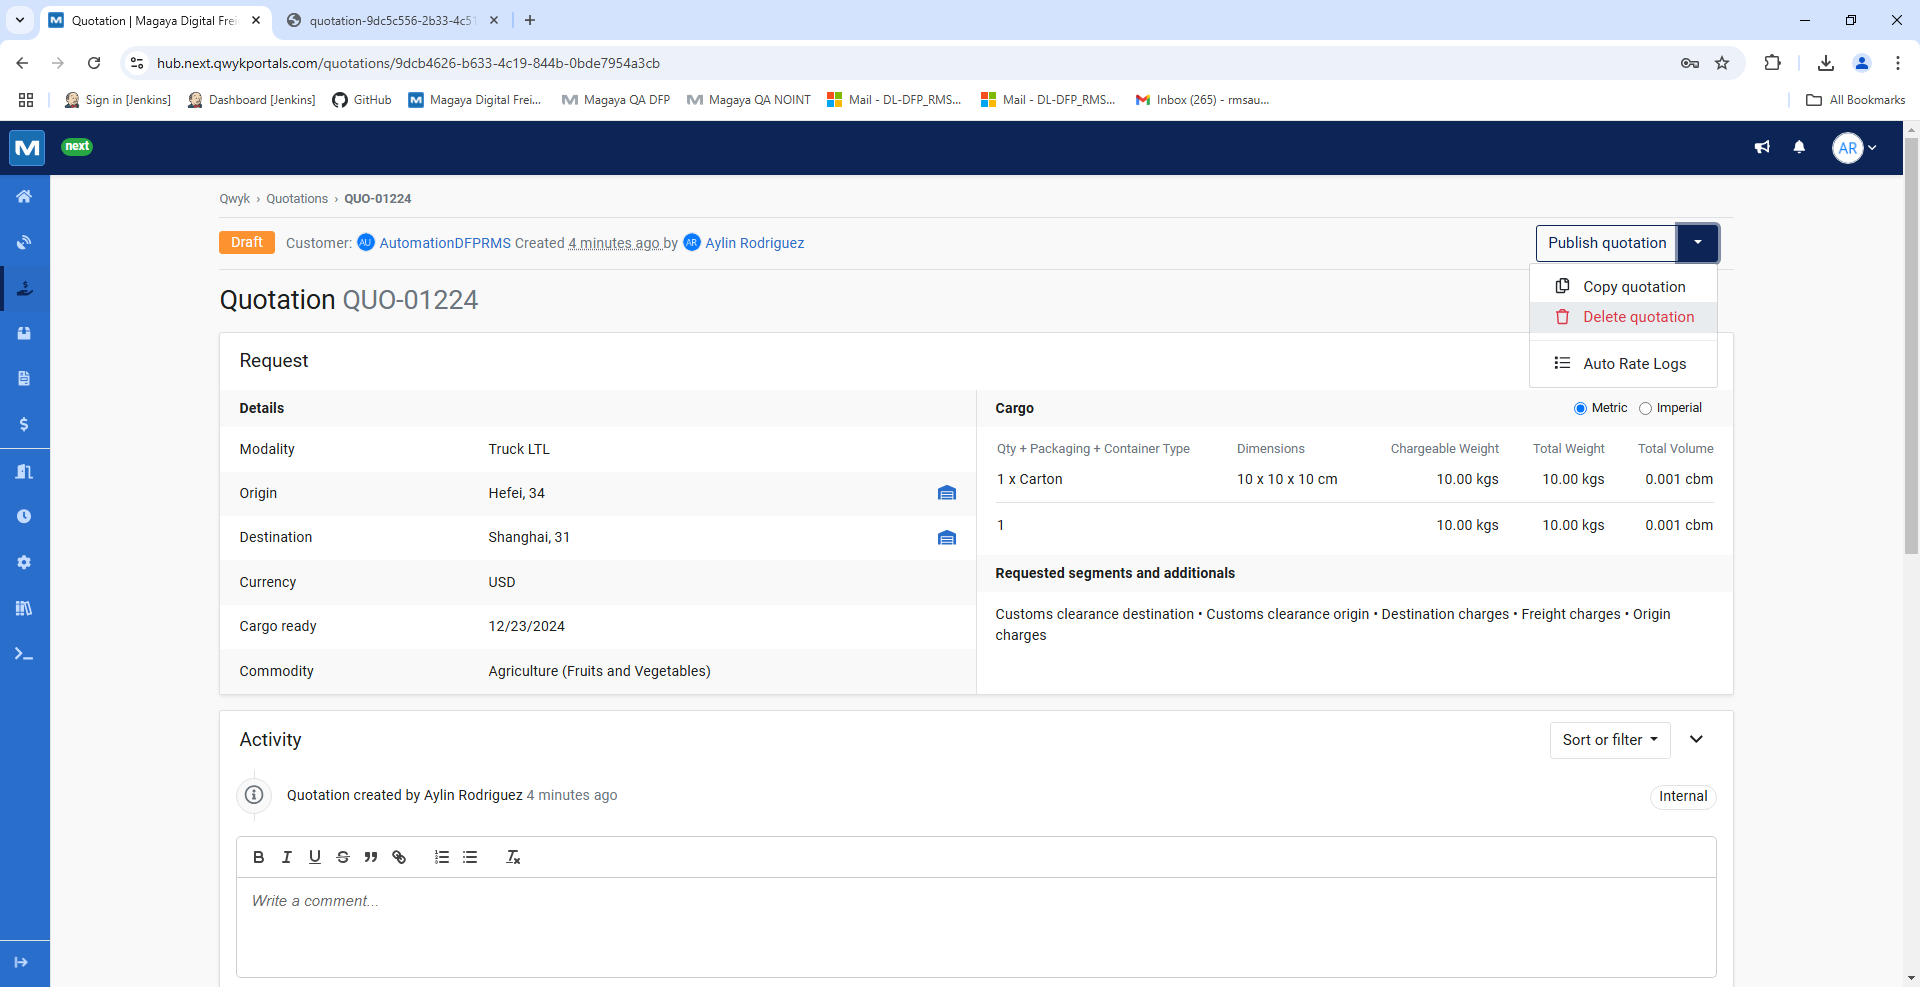 Quotation | Magaya Digital Frei
quotation-9dc5c556-2b33-4c51
hub.next.qwykportals.com/quotations/9dcb4626-b633-4c19-844b-0bde7954a3cb
Sign in [Jenkins]
Dashboard [Jenkins]
GitHub
Magaya Digital Frei...
Magaya QA DFP
Magaya QA NOINT
Mail - DL-DFP_RMS...
Mail - DL-DFP_RMS...
Inbox (265) - rmsau...
All Bookmarks
next
AR
Qwyk › Quotations › QUO-01224
Draft Customer: AU AutomationDFPRMS Created 4 minutes ago by AR Aylin Rodriguez
Publish quotation
Copy quotation
Delete quotation
Auto Rate Logs
Quotation QUO-01224
Request
Details
Modality Truck LTL
Origin Hefei, 34
Destination Shanghai, 31
Currency USD
Cargo ready 12/23/2024
Commodity Agriculture (Fruits and Vegetables)
Cargo Metric Imperial
Qty + Packaging + Container Type Dimensions Chargeable Weight Total Weight Total Volume
1 x Carton 10 x 10 x 10 cm 10.00 kgs 10.00 kgs 0.001 cbm
1 10.00 kgs 10.00 kgs 0.001 cbm
Requested segments and additionals
Customs clearance destination • Customs clearance origin • Destination charges • Freight charges • Origin
charges
Activity
Sort or filter
Quotation created by Aylin Rodriguez 4 minutes ago
Internal
Write a comment...